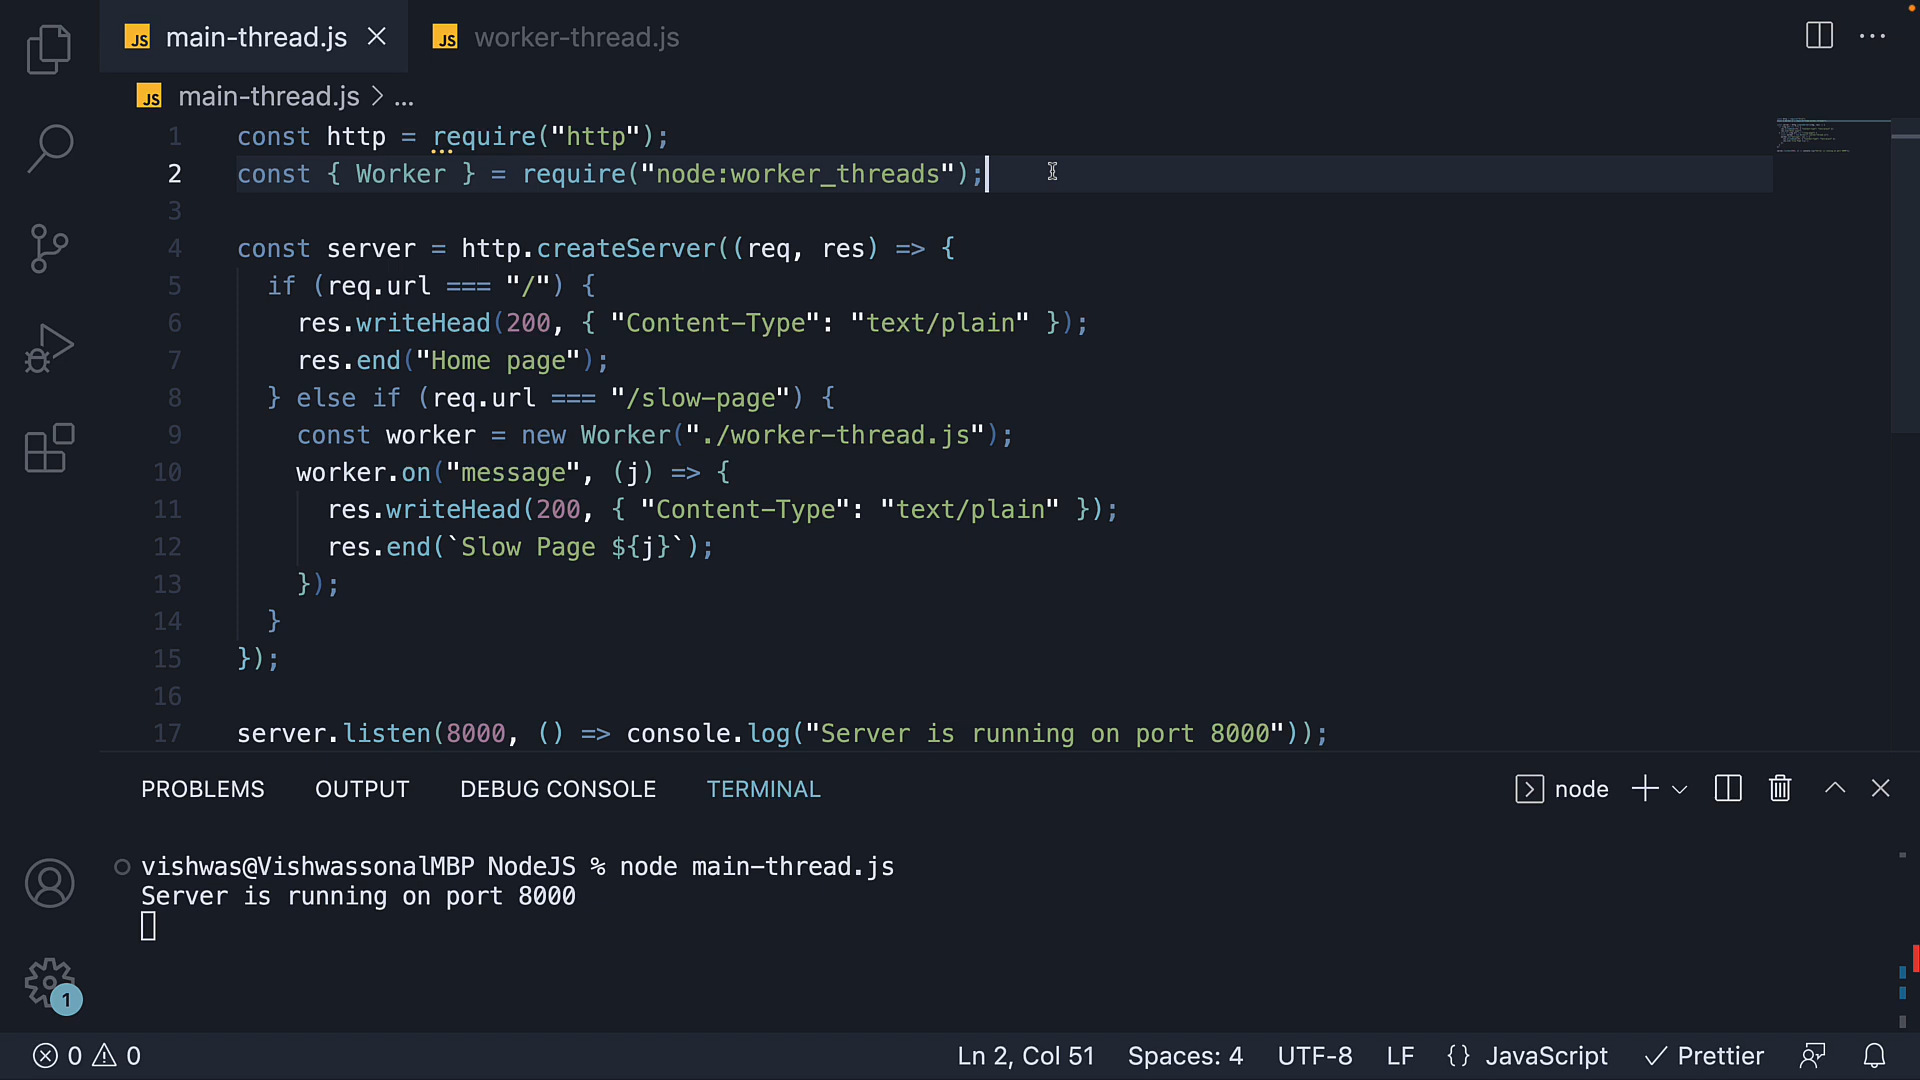 JS main-thread.js
JS worker-thread.js
JS main-thread.js > ...
1 const http = require("http");
2 const { Worker } = require("node:worker_threads");
3
4 const server = http.createServer((req, res) => {
5 if (req.url === "/") {
6 res.writeHead(200, { "Content-Type": "text/plain" });
7 res.end("Home page");
8 } else if (req.url === "/slow-page") {
9 const worker = new Worker("./worker-thread.js");
10 worker.on("message", (j) => {
11 res.writeHead(200, { "Content-Type": "text/plain" });
12 res.end(`Slow Page ${j}`);
13 });
14 }
15 });
16
17 server.listen(8000, () => console.log("Server is running on port 8000"));
PROBLEMS OUTPUT DEBUG CONSOLE TERMINAL node
vishwas@VishwassonalMBP NodeJS % node main-thread.js
Server is running on port 8000
1
0 0 Ln 2, Col 51 Spaces: 4 UTF-8 LF {} JavaScript Prettier